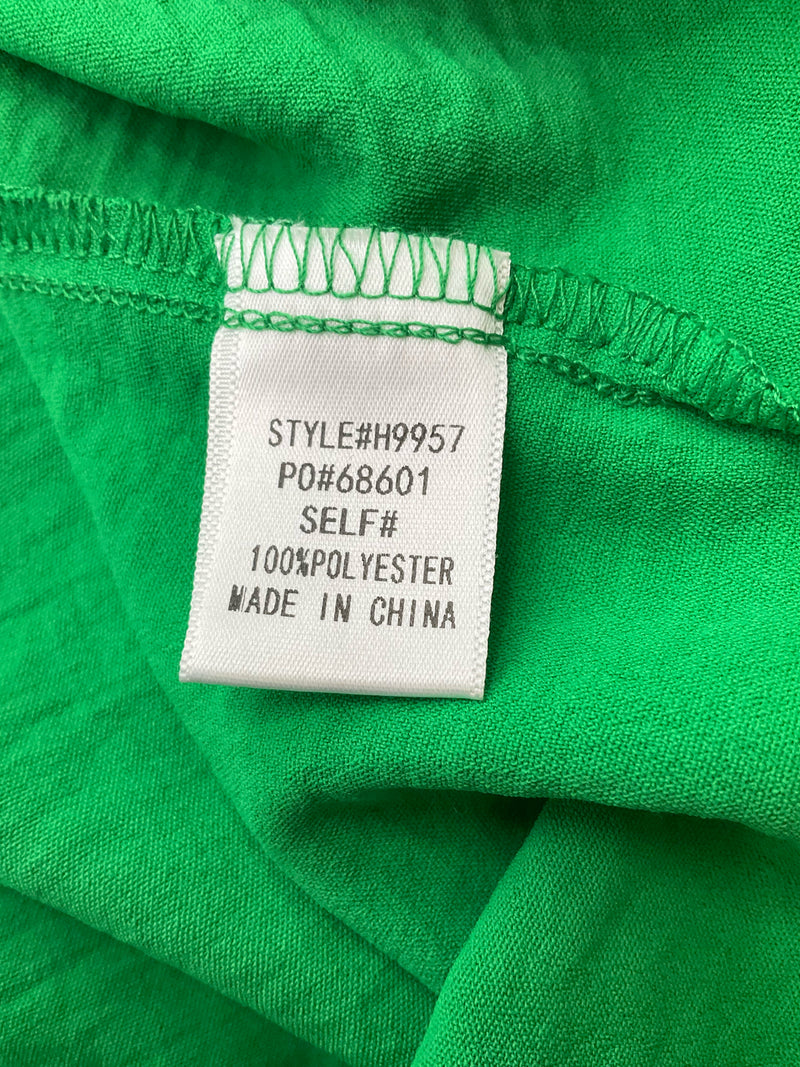 STYLE#H9957
PO#68601
SELF#
100%POLYESTER
MADE IN CHINA